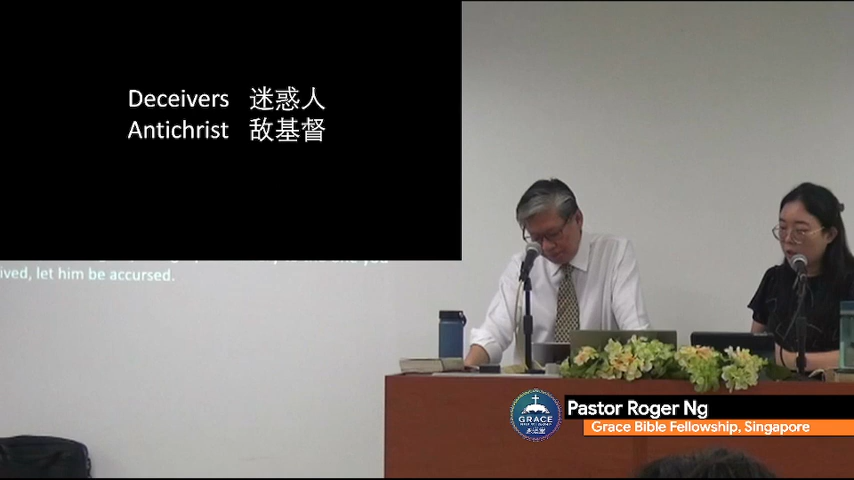 Deceivers 迷惑人
Antichrist 敌基督
ived, let him be accursed.
GRACE
Pastor Roger Ng
Grace Bible Fellowship, Singapore